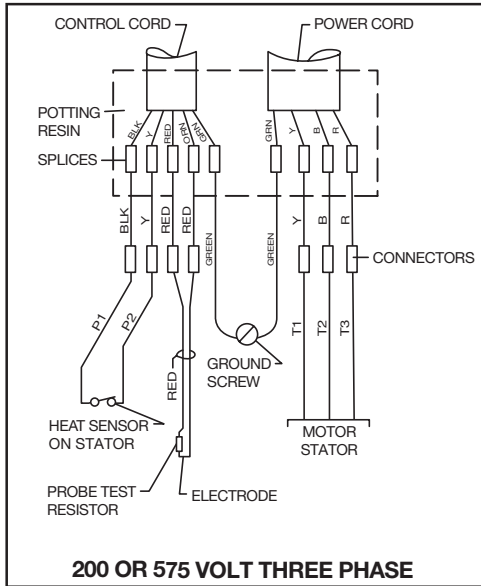 CONTROL CORD
POWER CORD
POTTING
RESIN
SPLICES
BLK
Y
RED
ORN
GRN
GRN
Y
B
R
BLK
Y
RED
RED
GREEN
GREEN
Y
B
R
CONNECTORS
P1
P2
RED
GROUND
SCREW
T1
T2
T3
HEAT SENSOR
ON STATOR
MOTOR
STATOR
PROBE TEST
RESISTOR
ELECTRODE
200 OR 575 VOLT THREE PHASE